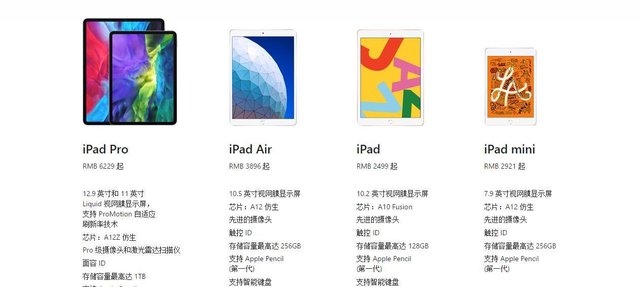 iPad Pro
RMB 6229 起
12.9 英寸和 11 英寸
Liquid 视网膜显示屏，
支持 ProMotion 自适应
刷新率技术
芯片：A12Z 仿生
Pro 级摄像头和激光雷达扫描仪
面容 ID
存储容量最高达 1TB
iPad Air
RMB 3896 起
10.5 英寸视网膜显示屏
芯片：A12 仿生
先进的摄像头
触控 ID
存储容量最高达 256GB
支持 Apple Pencil
(第一代)
支持智能键盘
iPad
RMB 2499 起
10.2 英寸视网膜显示屏
芯片：A10 Fusion
先进的摄像头
触控 ID
存储容量最高达 128GB
支持 Apple Pencil
(第一代)
支持智能键盘
iPad mini
RMB 2921 起
7.9 英寸视网膜显示屏
芯片：A12 仿生
先进的摄像头
触控 ID
存储容量最高达 256GB
支持 Apple Pencil
(第一代)